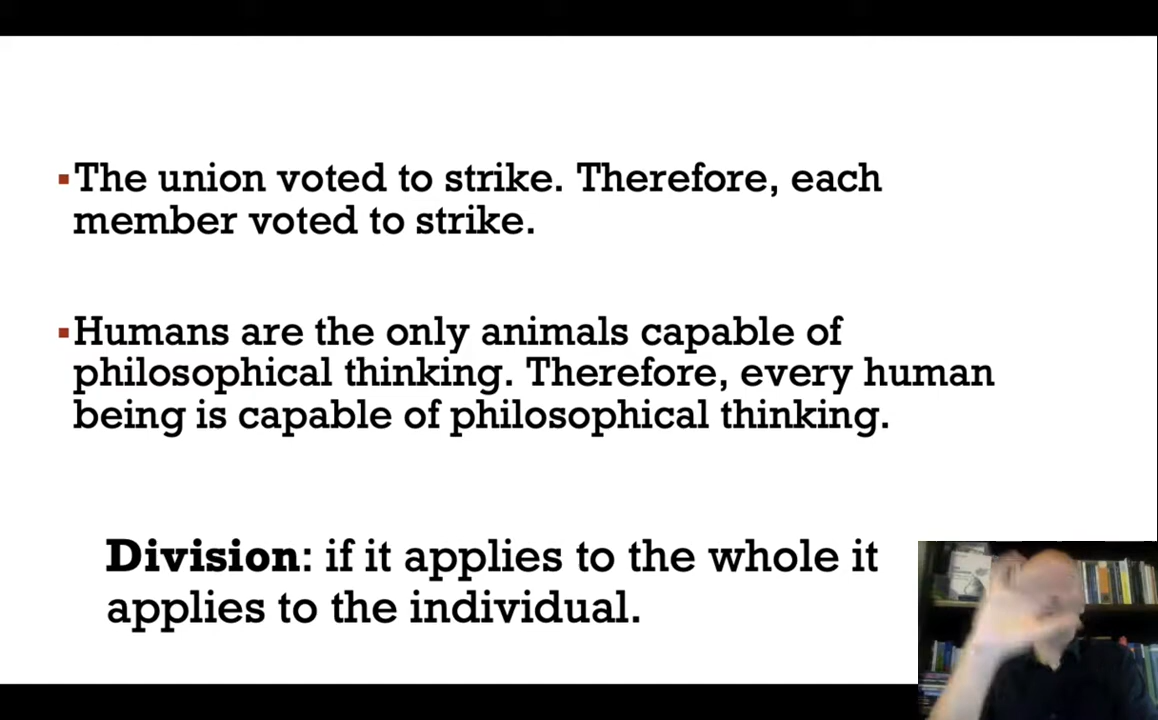 ▪The union voted to strike. Therefore, each
member voted to strike.
▪Humans are the only animals capable of
philosophical thinking. Therefore, every human
being is capable of philosophical thinking.
Division: if it applies to the whole it
applies to the individual.